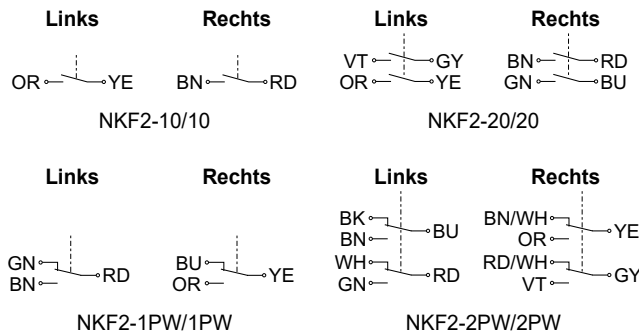 Links Rechts Links Rechts
VT GY BN RD
OR YE BN RD OR YE GN BU
NKF2-10/10 NKF2-20/20
Links Rechts Links Rechts
BK BU BN/WH YE
BN OR
GN RD BU YE WH RD RD/WH GY
BN OR GN VT
NKF2-1PW/1PW NKF2-2PW/2PW